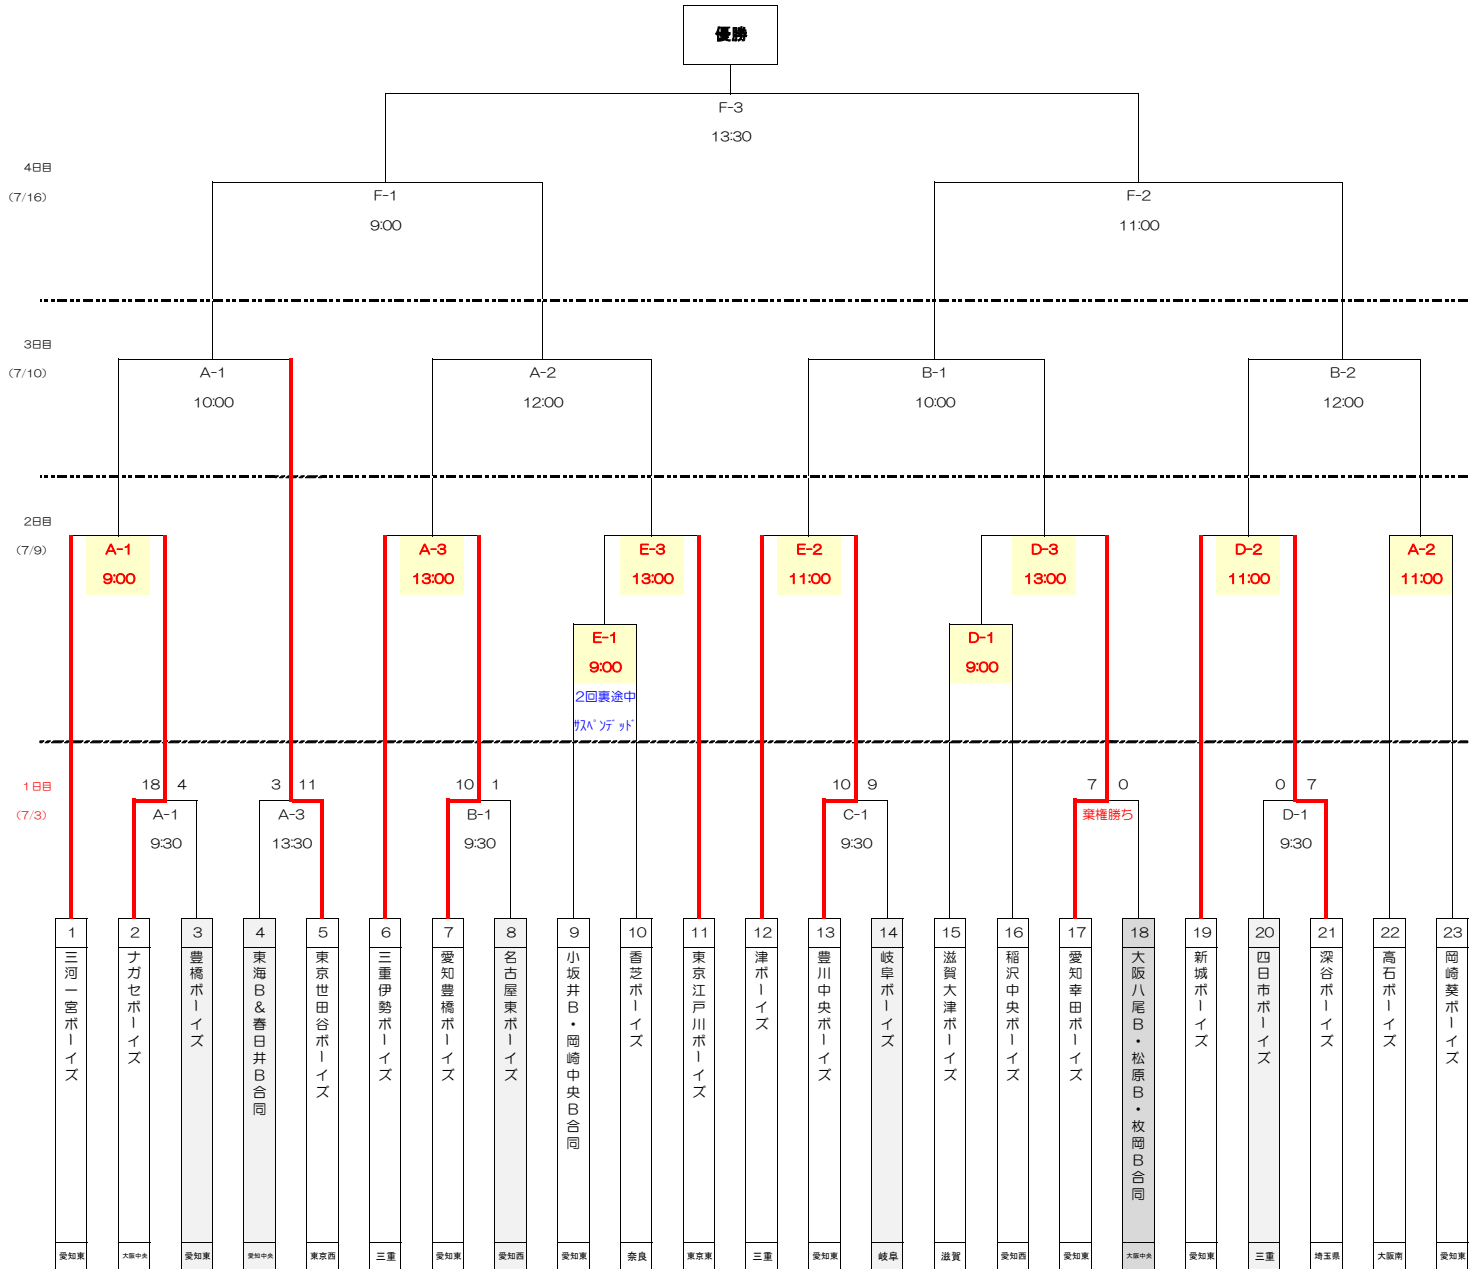 優勝
F-3
13:30
4日目
(7/16)
F-1
9:00
F-2
11:00
3日目
(7/10)
A-1
10:00
A-2
12:00
B-1
10:00
B-2
12:00
2日目
(7/9)
A-1
9:00
A-3
13:00
E-3
13:00
E-2
11:00
D-3
13:00
D-2
11:00
A-2
11:00
E-1
9:00
2回裏途中
ｻｽﾍﾟﾝﾃﾞｯﾄﾞ
D-1
9:00
1日目
(7/3)
18 4
A-1
9:30
3 11
A-3
13:30
10 1
B-1
9:30
10 9
C-1
9:30
7 0
棄権勝ち
0 7
D-1
9:30
1
三河一宮ボーイズ
愛知東
2
ナガセボーイズ
大阪中央
3
豊橋ボーイズ
愛知東
4
東海B&春日井B合同
愛知中央
5
東京世田谷ボーイズ
東京西
6
三重伊勢ボーイズ
三重
7
愛知豊橋ボーイズ
愛知東
8
名古屋東ボーイズ
愛知西
9
小坂井B・岡崎中央B合同
愛知東
10
香芝ボーイズ
奈良
11
東京江戸川ボーイズ
東京東
12
津ボーイズ
三重
13
豊川中央ボーイズ
愛知東
14
岐阜ボーイズ
岐阜
15
滋賀大津ボーイズ
滋賀
16
稲沢中央ボーイズ
愛知西
17
愛知幸田ボーイズ
愛知東
18
大阪八尾B・松原B・枚岡B合同
大阪中央
19
新城ボーイズ
愛知東
20
四日市ボーイズ
三重
21
深谷ボーイズ
埼玉県
22
高石ボーイズ
大阪南
23
岡崎葵ボーイズ
愛知東